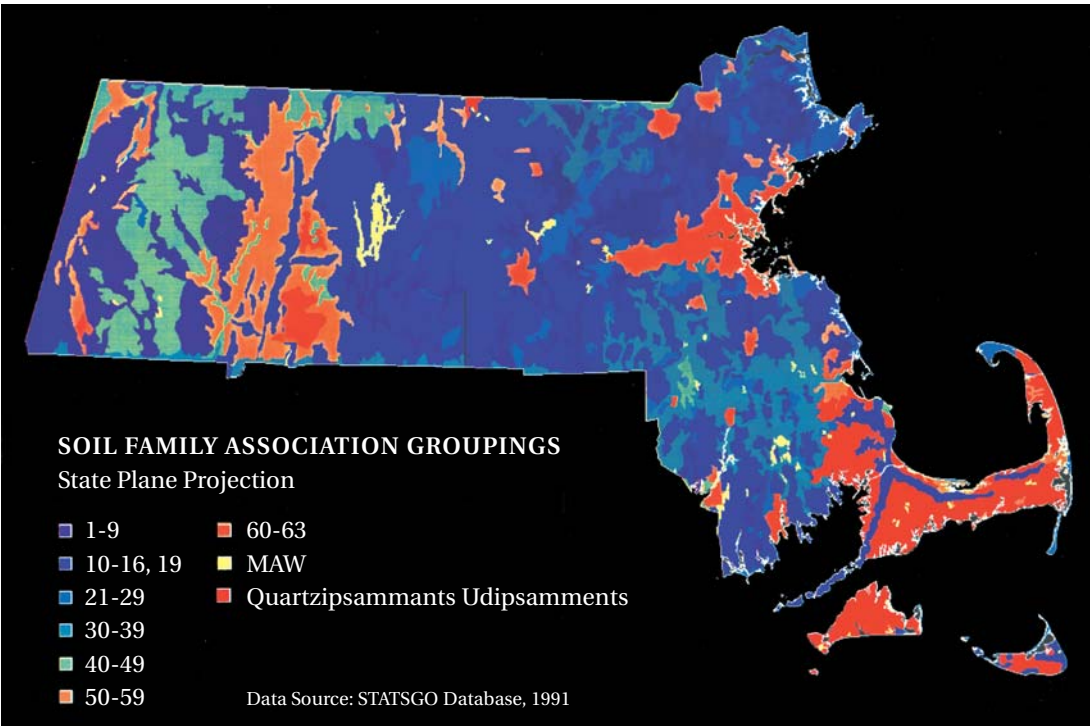 SOIL FAMILY ASSOCIATION GROUPINGS
State Plane Projection
1-9
10-16, 19
21-29
30-39
40-49
50-59
60-63
MAW
Quartzipsammants Udipsamments
Data Source: STATSGO Database, 1991